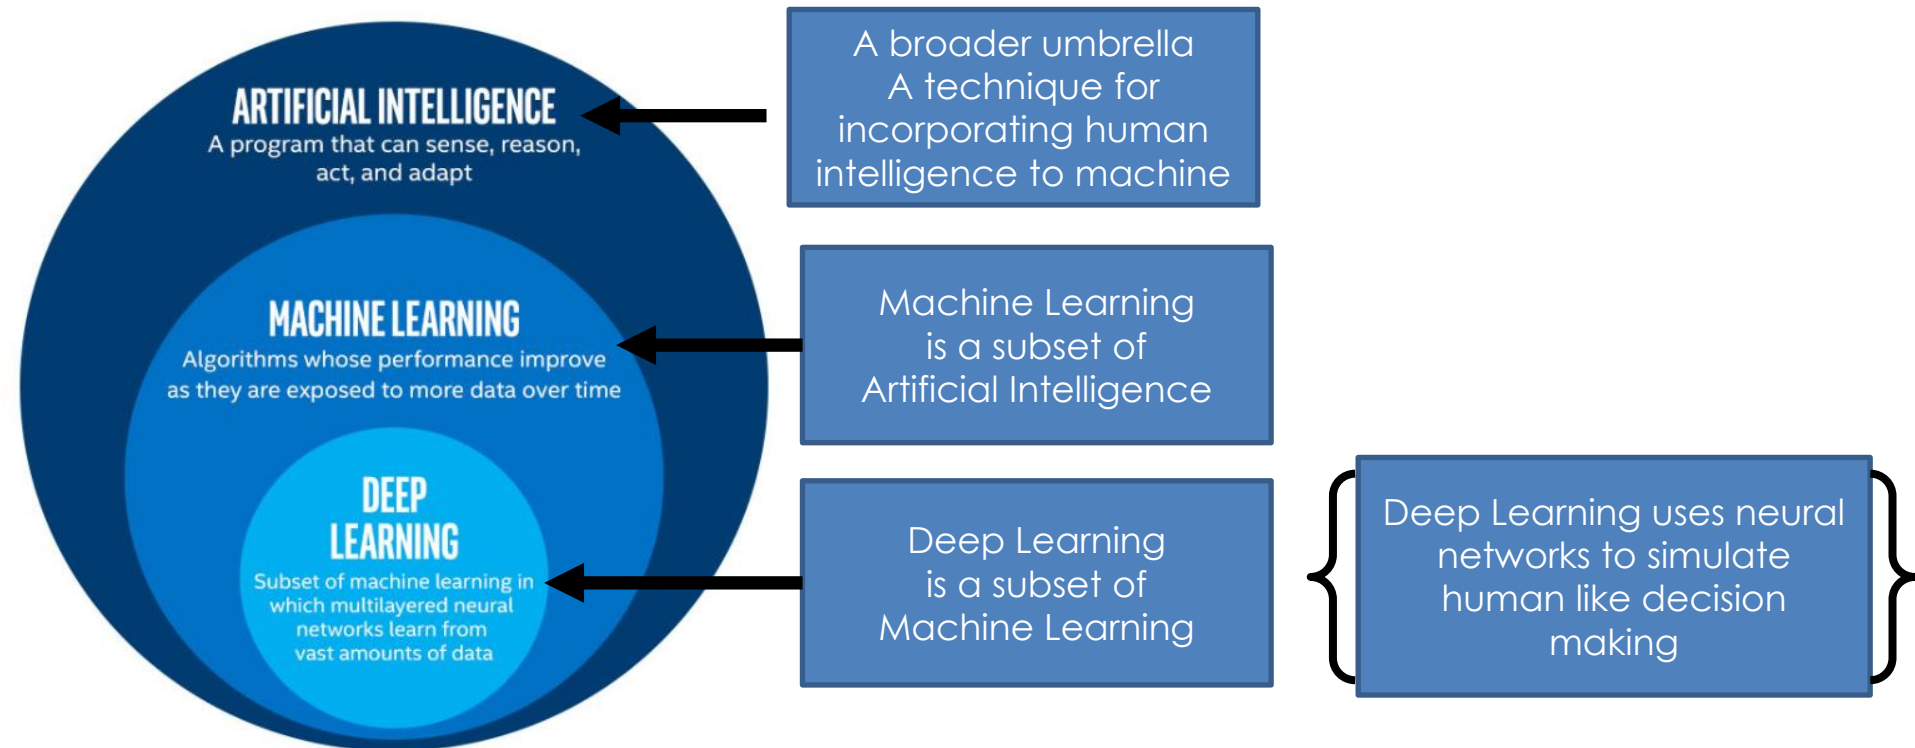 ARTIFICIAL INTELLIGENCE
A program that can sense, reason,
act, and adapt
A broader umbrella
A technique for
incorporating human
intelligence to machine
MACHINE LEARNING
Algorithms whose performance improve
as they are exposed to more data over time
Machine Learning
is a subset of
Artificial Intelligence
DEEP
LEARNING
Subset of machine learning in
which multilayered neural
networks learn from
vast amounts of data
Deep Learning
is a subset of
Machine Learning
Deep Learning uses neural
networks to simulate
human like decision
making